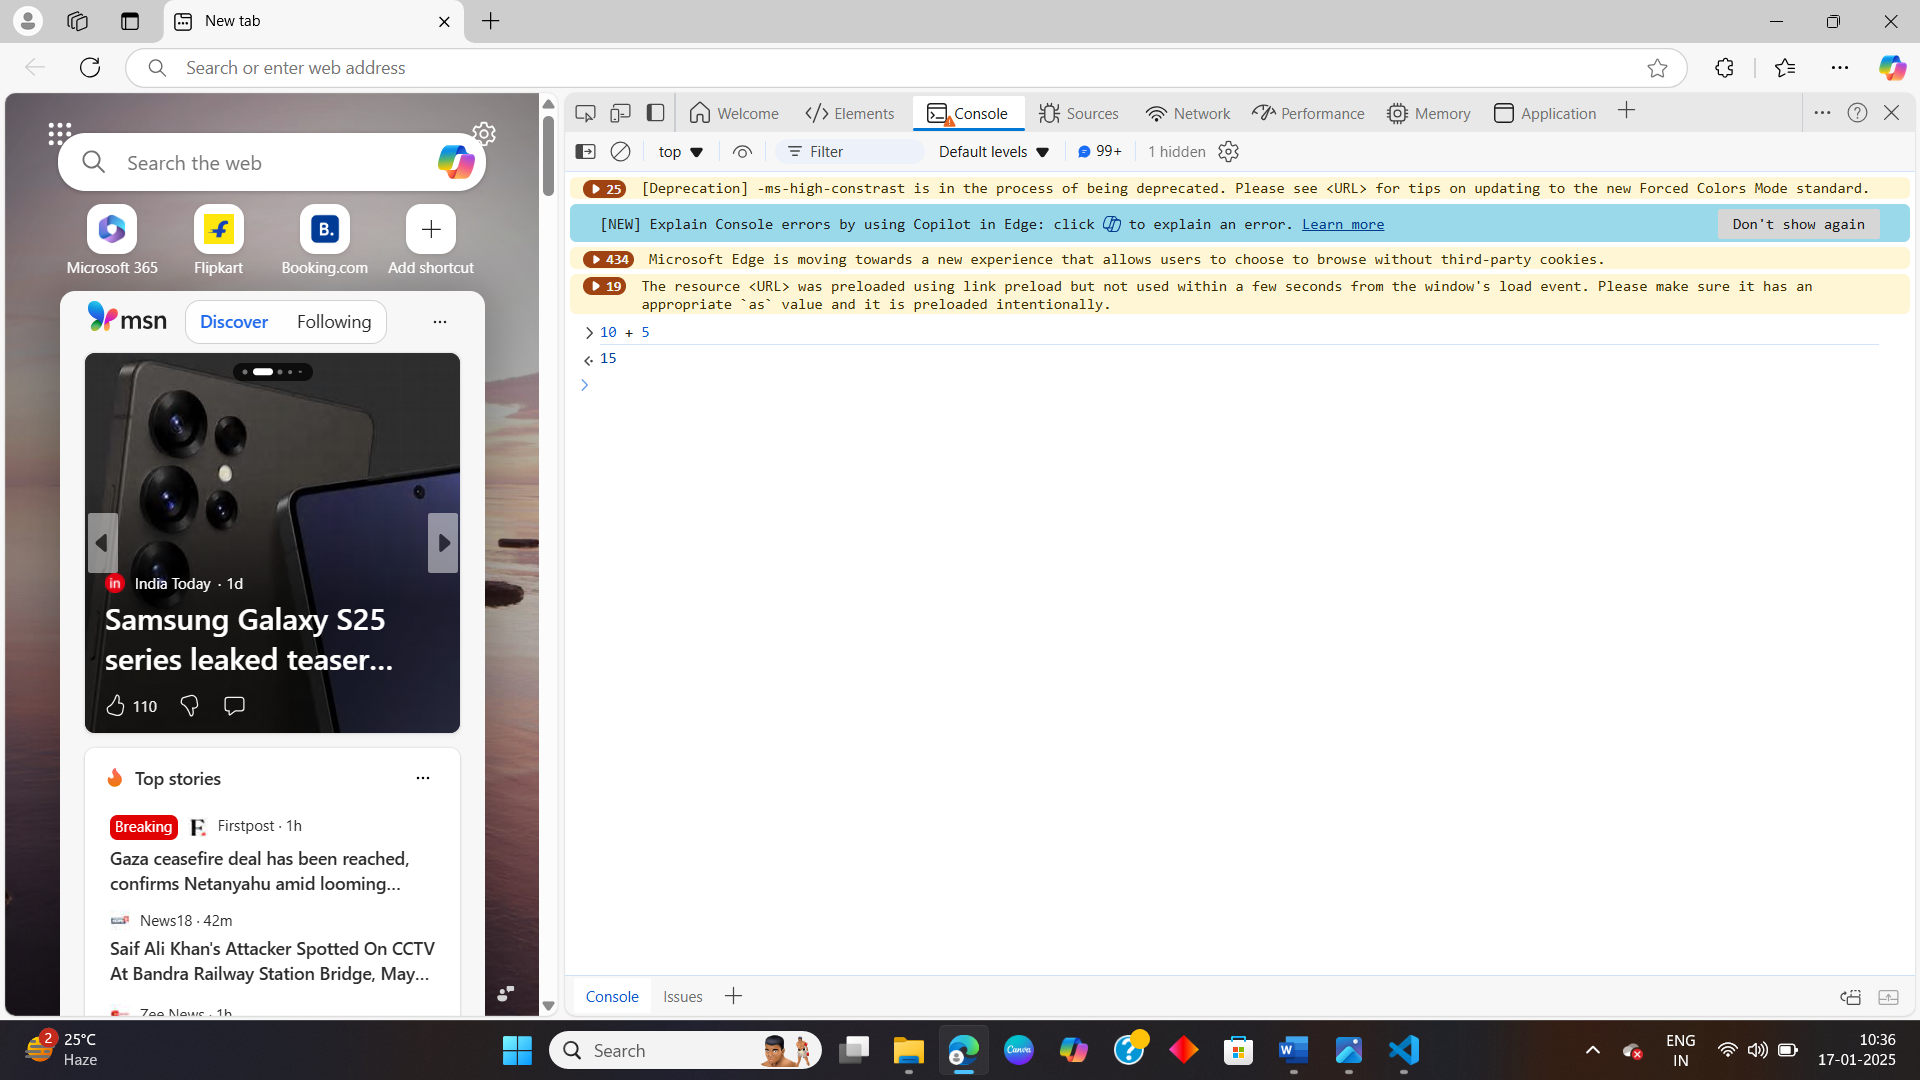 New tab
Search or enter web address
Search the web
Microsoft 365
Flipkart
B.
Booking.com
Add shortcut
msn
Discover
Following
India Today · 1d
Samsung Galaxy S25
series leaked teaser...
110
Top stories
Breaking
Firstpost · 1h
Gaza ceasefire deal has been reached,
confirms Netanyahu amid looming...
News18 · 42m
Saif Ali Khan's Attacker Spotted On CCTV
At Bandra Railway Station Bridge, May...
Zee News · 1h
Welcome
Elements
Console
Sources
Network
Performance
Memory
Application
top
Filter
Default levels
99+
1 hidden
25 [Deprecation] -ms-high-constrast is in the process of being deprecated. Please see <URL> for tips on updating to the new Forced Colors Mode standard.
[NEW] Explain Console errors by using Copilot in Edge: click to explain an error. Learn more
Don't show again
434 Microsoft Edge is moving towards a new experience that allows users to choose to browse without third-party cookies.
19 The resource <URL> was preloaded using link preload but not used within a few seconds from the window's load event. Please make sure it has an
appropriate `as` value and it is preloaded intentionally.
10 + 5
15
Console
Issues
2
25°C
Haze
Search
Canva
ENG
IN
10:36
17-01-2025